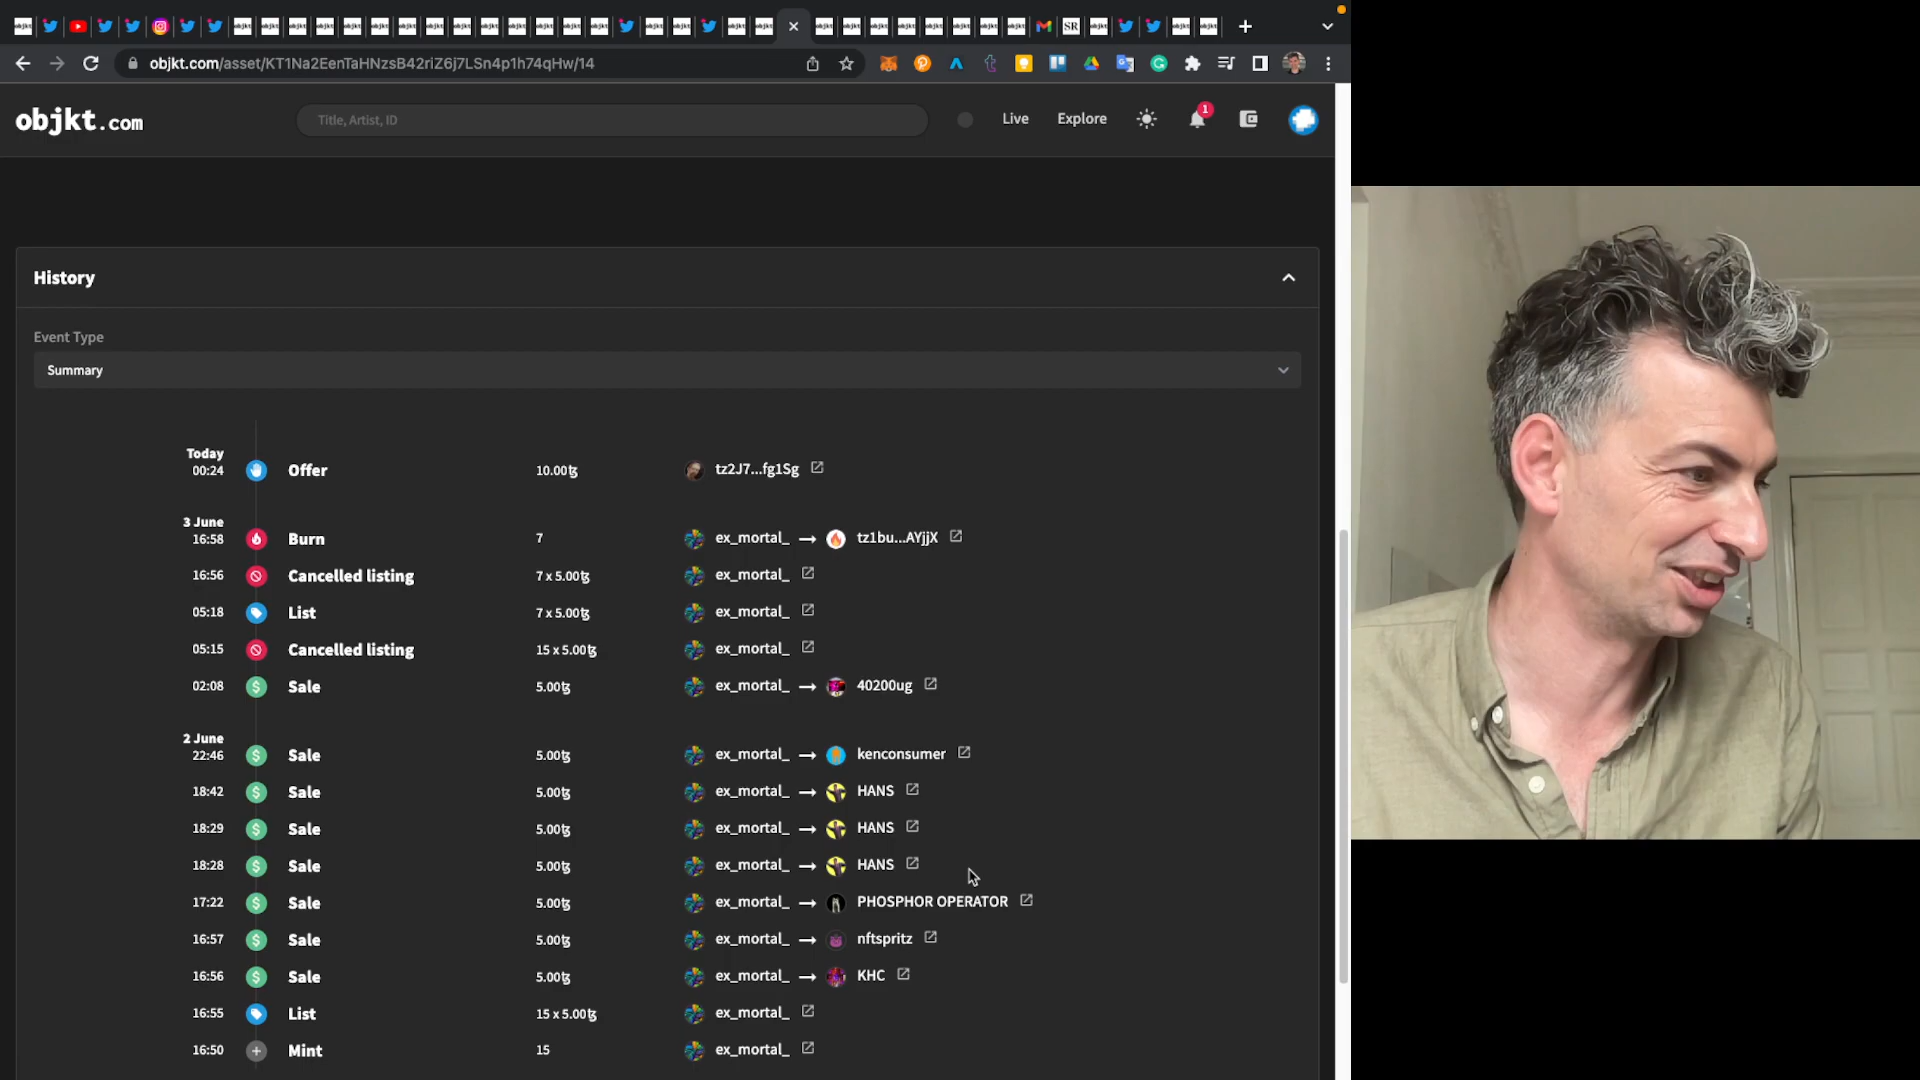 objkt.com/asset/KT1Na2EenTaHNzsB42riZ6j7LSn4p1h74qHw/14
objkt.com
Title, Artist, ID
Live
Explore
1
History
Event Type
Summary
Today
00:24 Offer 10.00ꜩ tz2J7...fg1Sg
3 June
16:58 Burn 7 ex_mortal_ → tz1bu...AYjjX
16:56 Cancelled listing 7 x 5.00ꜩ ex_mortal_
05:18 List 7 x 5.00ꜩ ex_mortal_
05:15 Cancelled listing 15 x 5.00ꜩ ex_mortal_
02:08 Sale 5.00ꜩ ex_mortal_ → 40200ug
2 June
22:46 Sale 5.00ꜩ ex_mortal_ → kenconsumer
18:42 Sale 5.00ꜩ ex_mortal_ → HANS
18:29 Sale 5.00ꜩ ex_mortal_ → HANS
18:28 Sale 5.00ꜩ ex_mortal_ → HANS
17:22 Sale 5.00ꜩ ex_mortal_ → PHOSPHOR OPERATOR
16:57 Sale 5.00ꜩ ex_mortal_ → nftspritz
16:56 Sale 5.00ꜩ ex_mortal_ → KHC
16:55 List 15 x 5.00ꜩ ex_mortal_
16:50 Mint 15 ex_mortal_